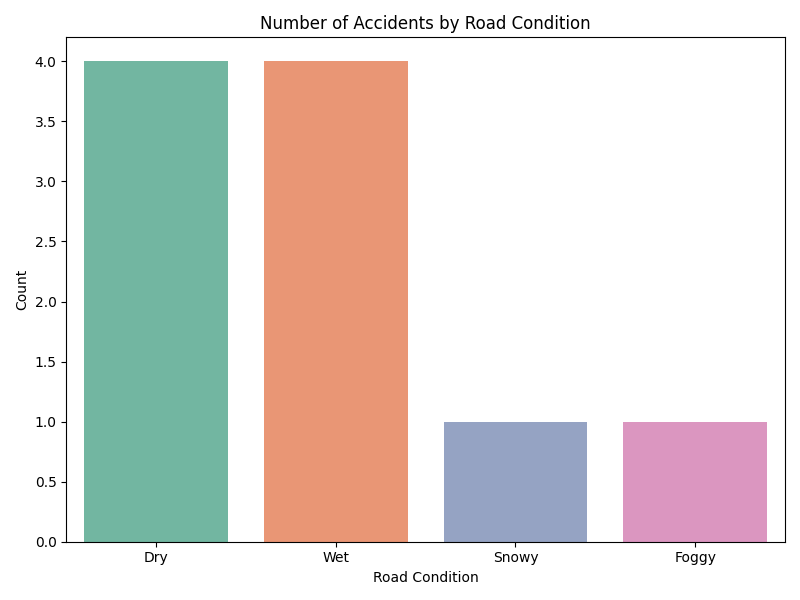 Number of Accidents by Road Condition
Count
4.0
3.5
3.0
2.5
2.0
1.5
1.0
0.5
0.0
Dry Wet Snowy Foggy
Road Condition